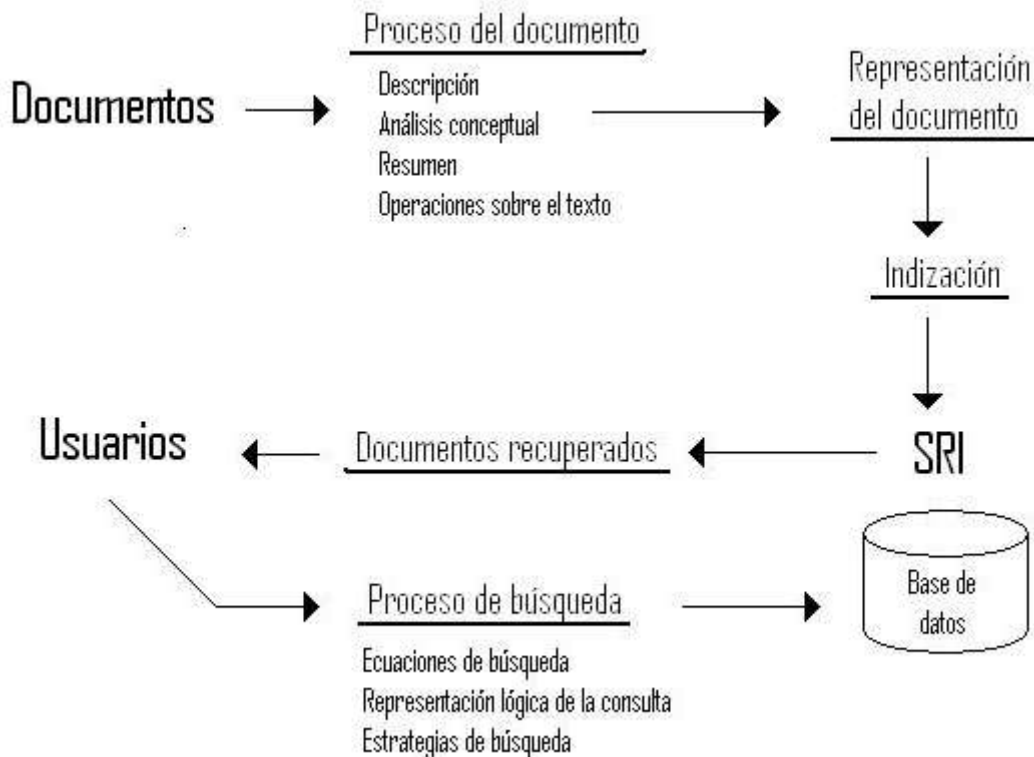 Proceso del documento
Documentos
Descripción
Análisis conceptual
Resumen
Operaciones sobre el texto
Representación
del documento
Indización
SRI
Base de
datos
Documentos recuperados
Usuarios
Proceso de búsqueda
Ecuaciones de búsqueda
Representación lógica de la consulta
Estrategias de búsqueda